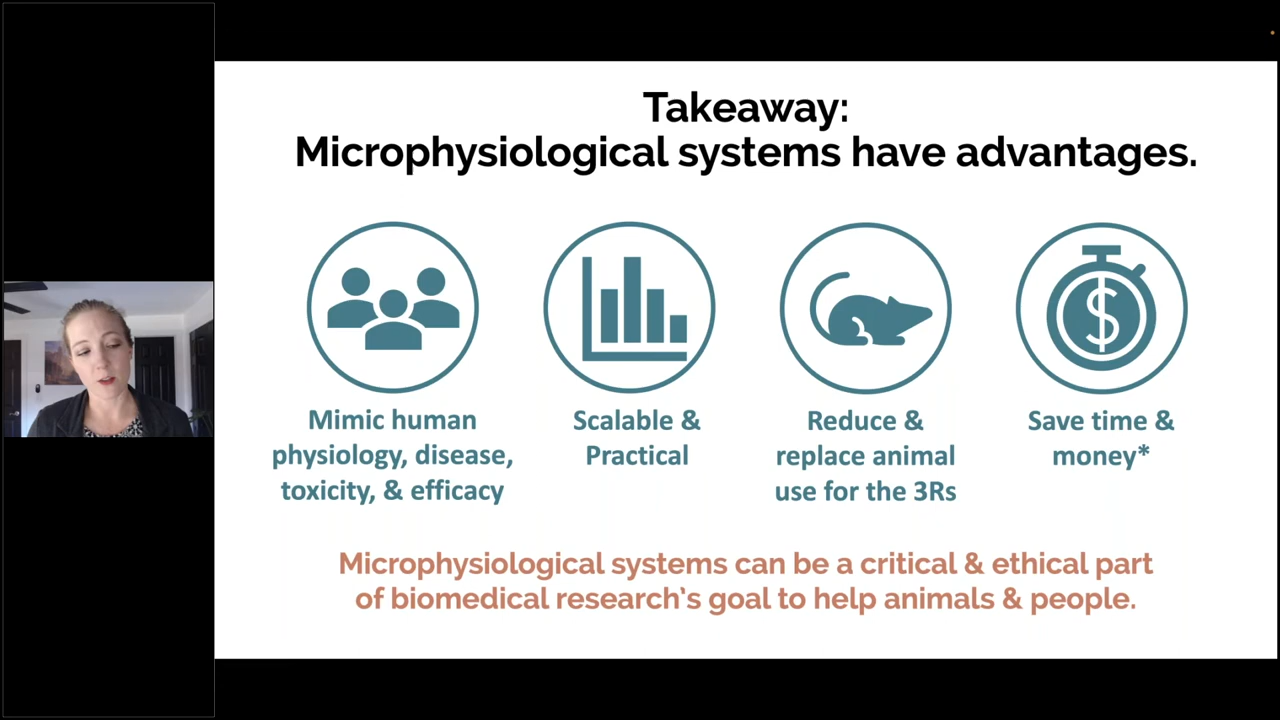 Takeaway:
Microphysiological systems have advantages.
Mimic human
physiology, disease,
toxicity, & efficacy
Scalable &
Practical
Reduce &
replace animal
use for the 3Rs
Save time &
money*
Microphysiological systems can be a critical & ethical part
of biomedical research's goal to help animals & people.